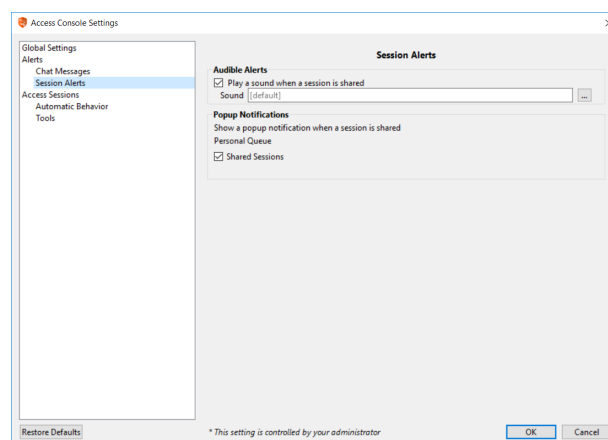 Access Console Settings
Global Settings
Alerts
Chat Messages
Session Alerts
Access Sessions
Automatic Behavior
Tools
Session Alerts
Audible Alerts
Play a sound when a session is shared
Sound [default] ...
Popup Notifications
Show a popup notification when a session is shared
Personal Queue
Shared Sessions
Restore Defaults
* This setting is controlled by your administrator
OK Cancel